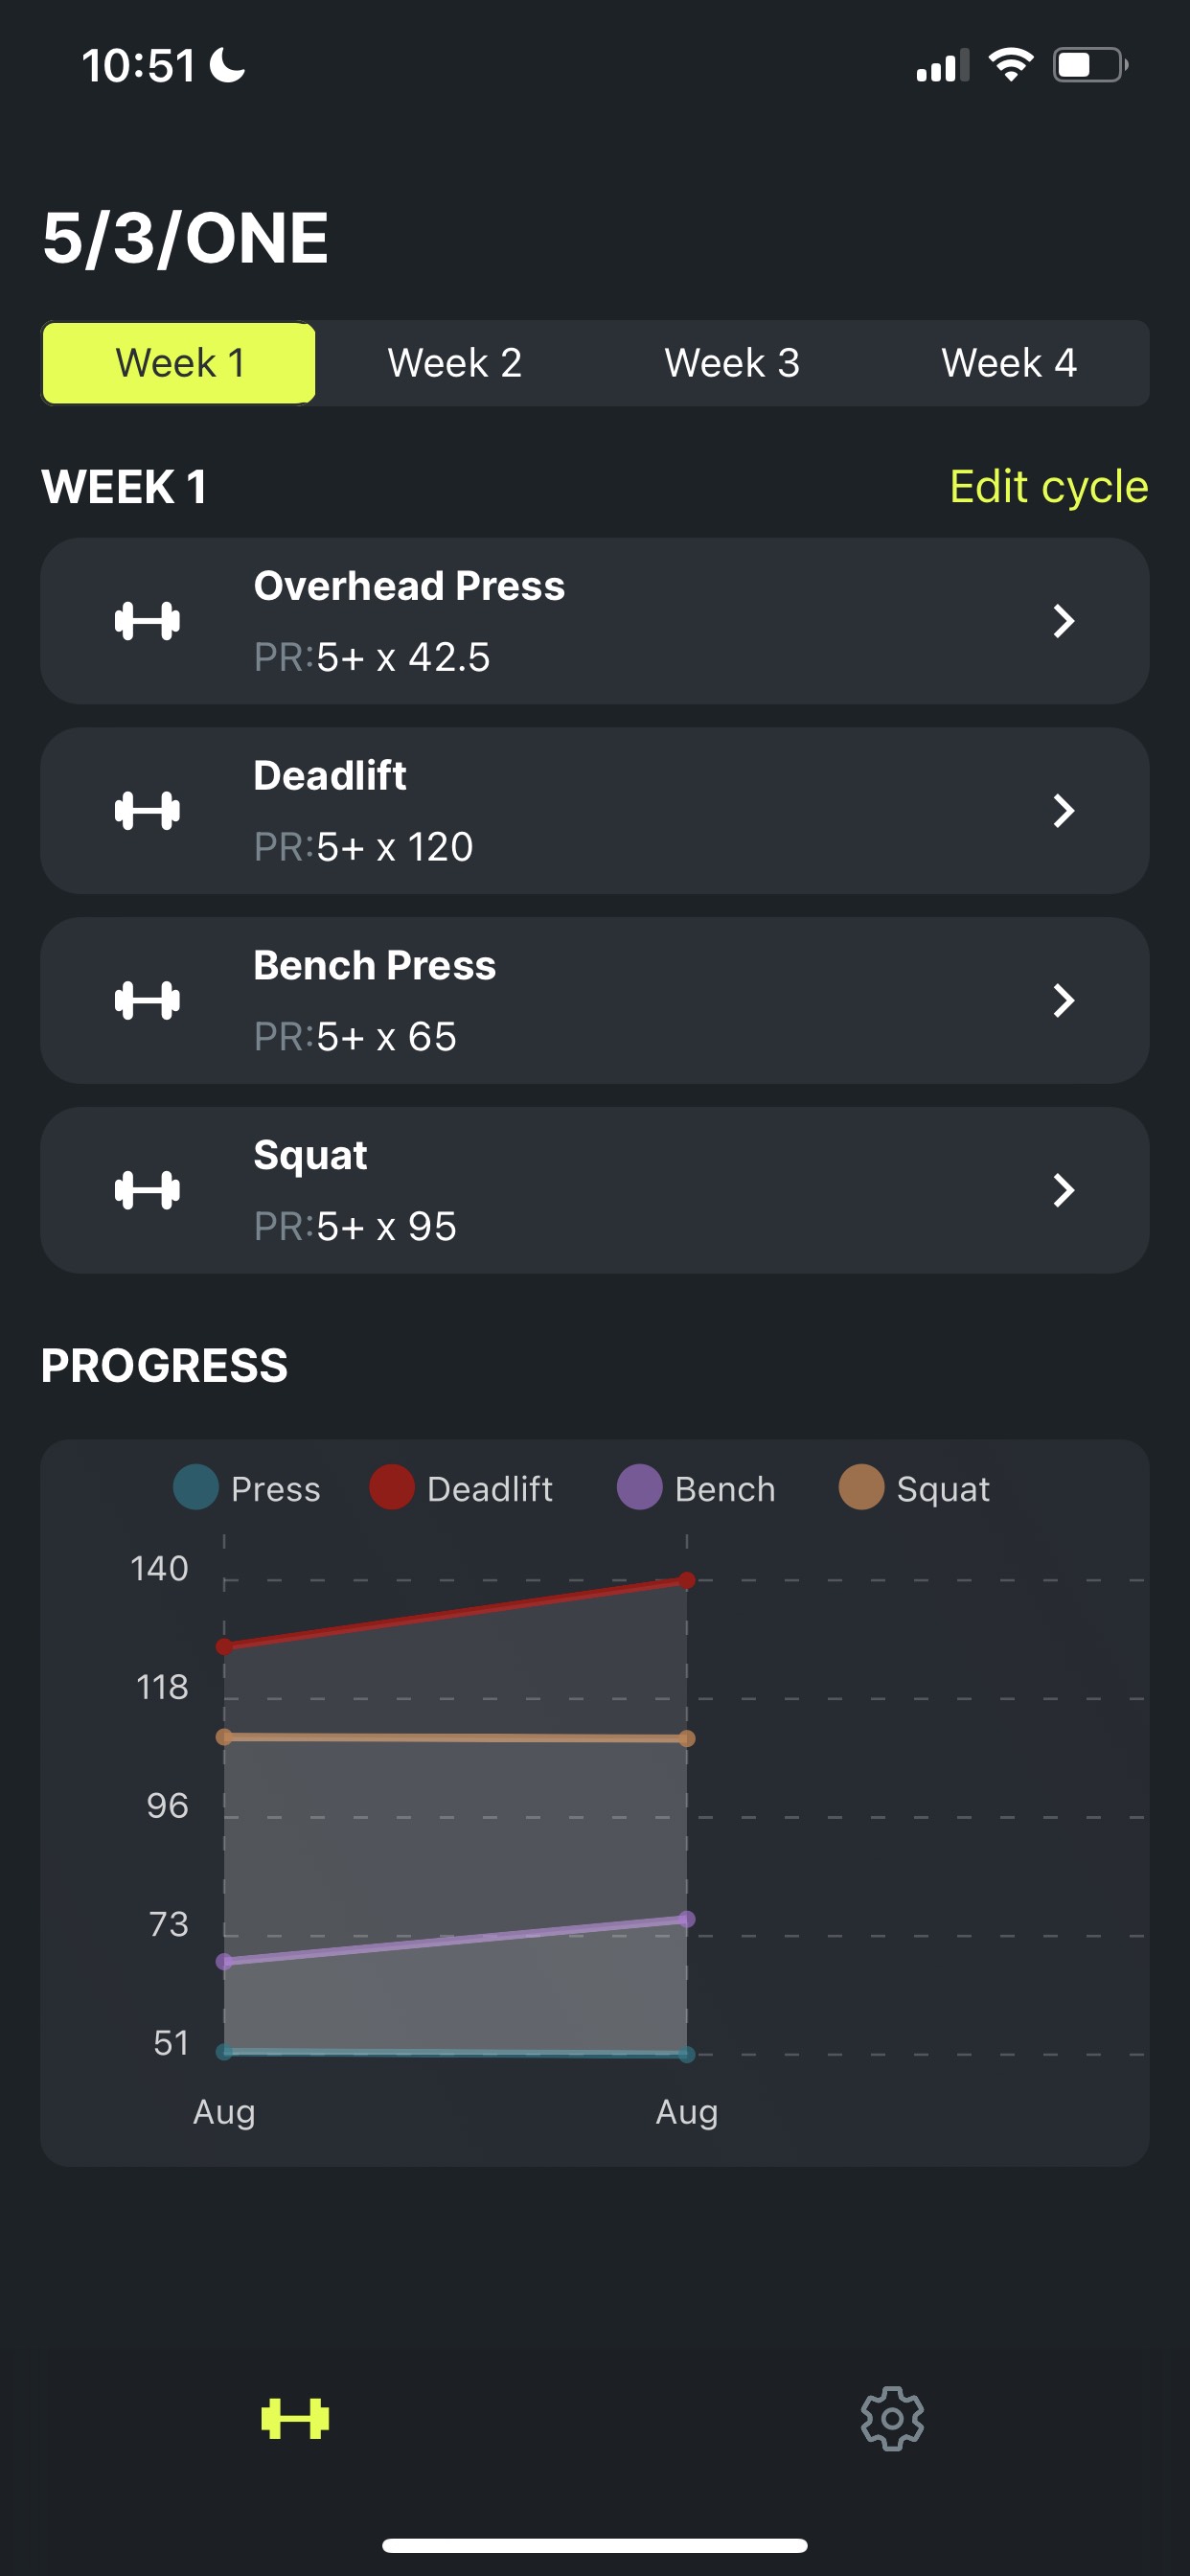 10:51
5/3/ONE
Week 1 Week 2 Week 3 Week 4
WEEK 1 Edit cycle
Overhead Press
PR:5+ x 42.5
Deadlift
PR:5+ x 120
Bench Press
PR:5+ x 65
Squat
PR:5+ x 95
PROGRESS
Press Deadlift Bench Squat
140
118
96
73
51
Aug Aug